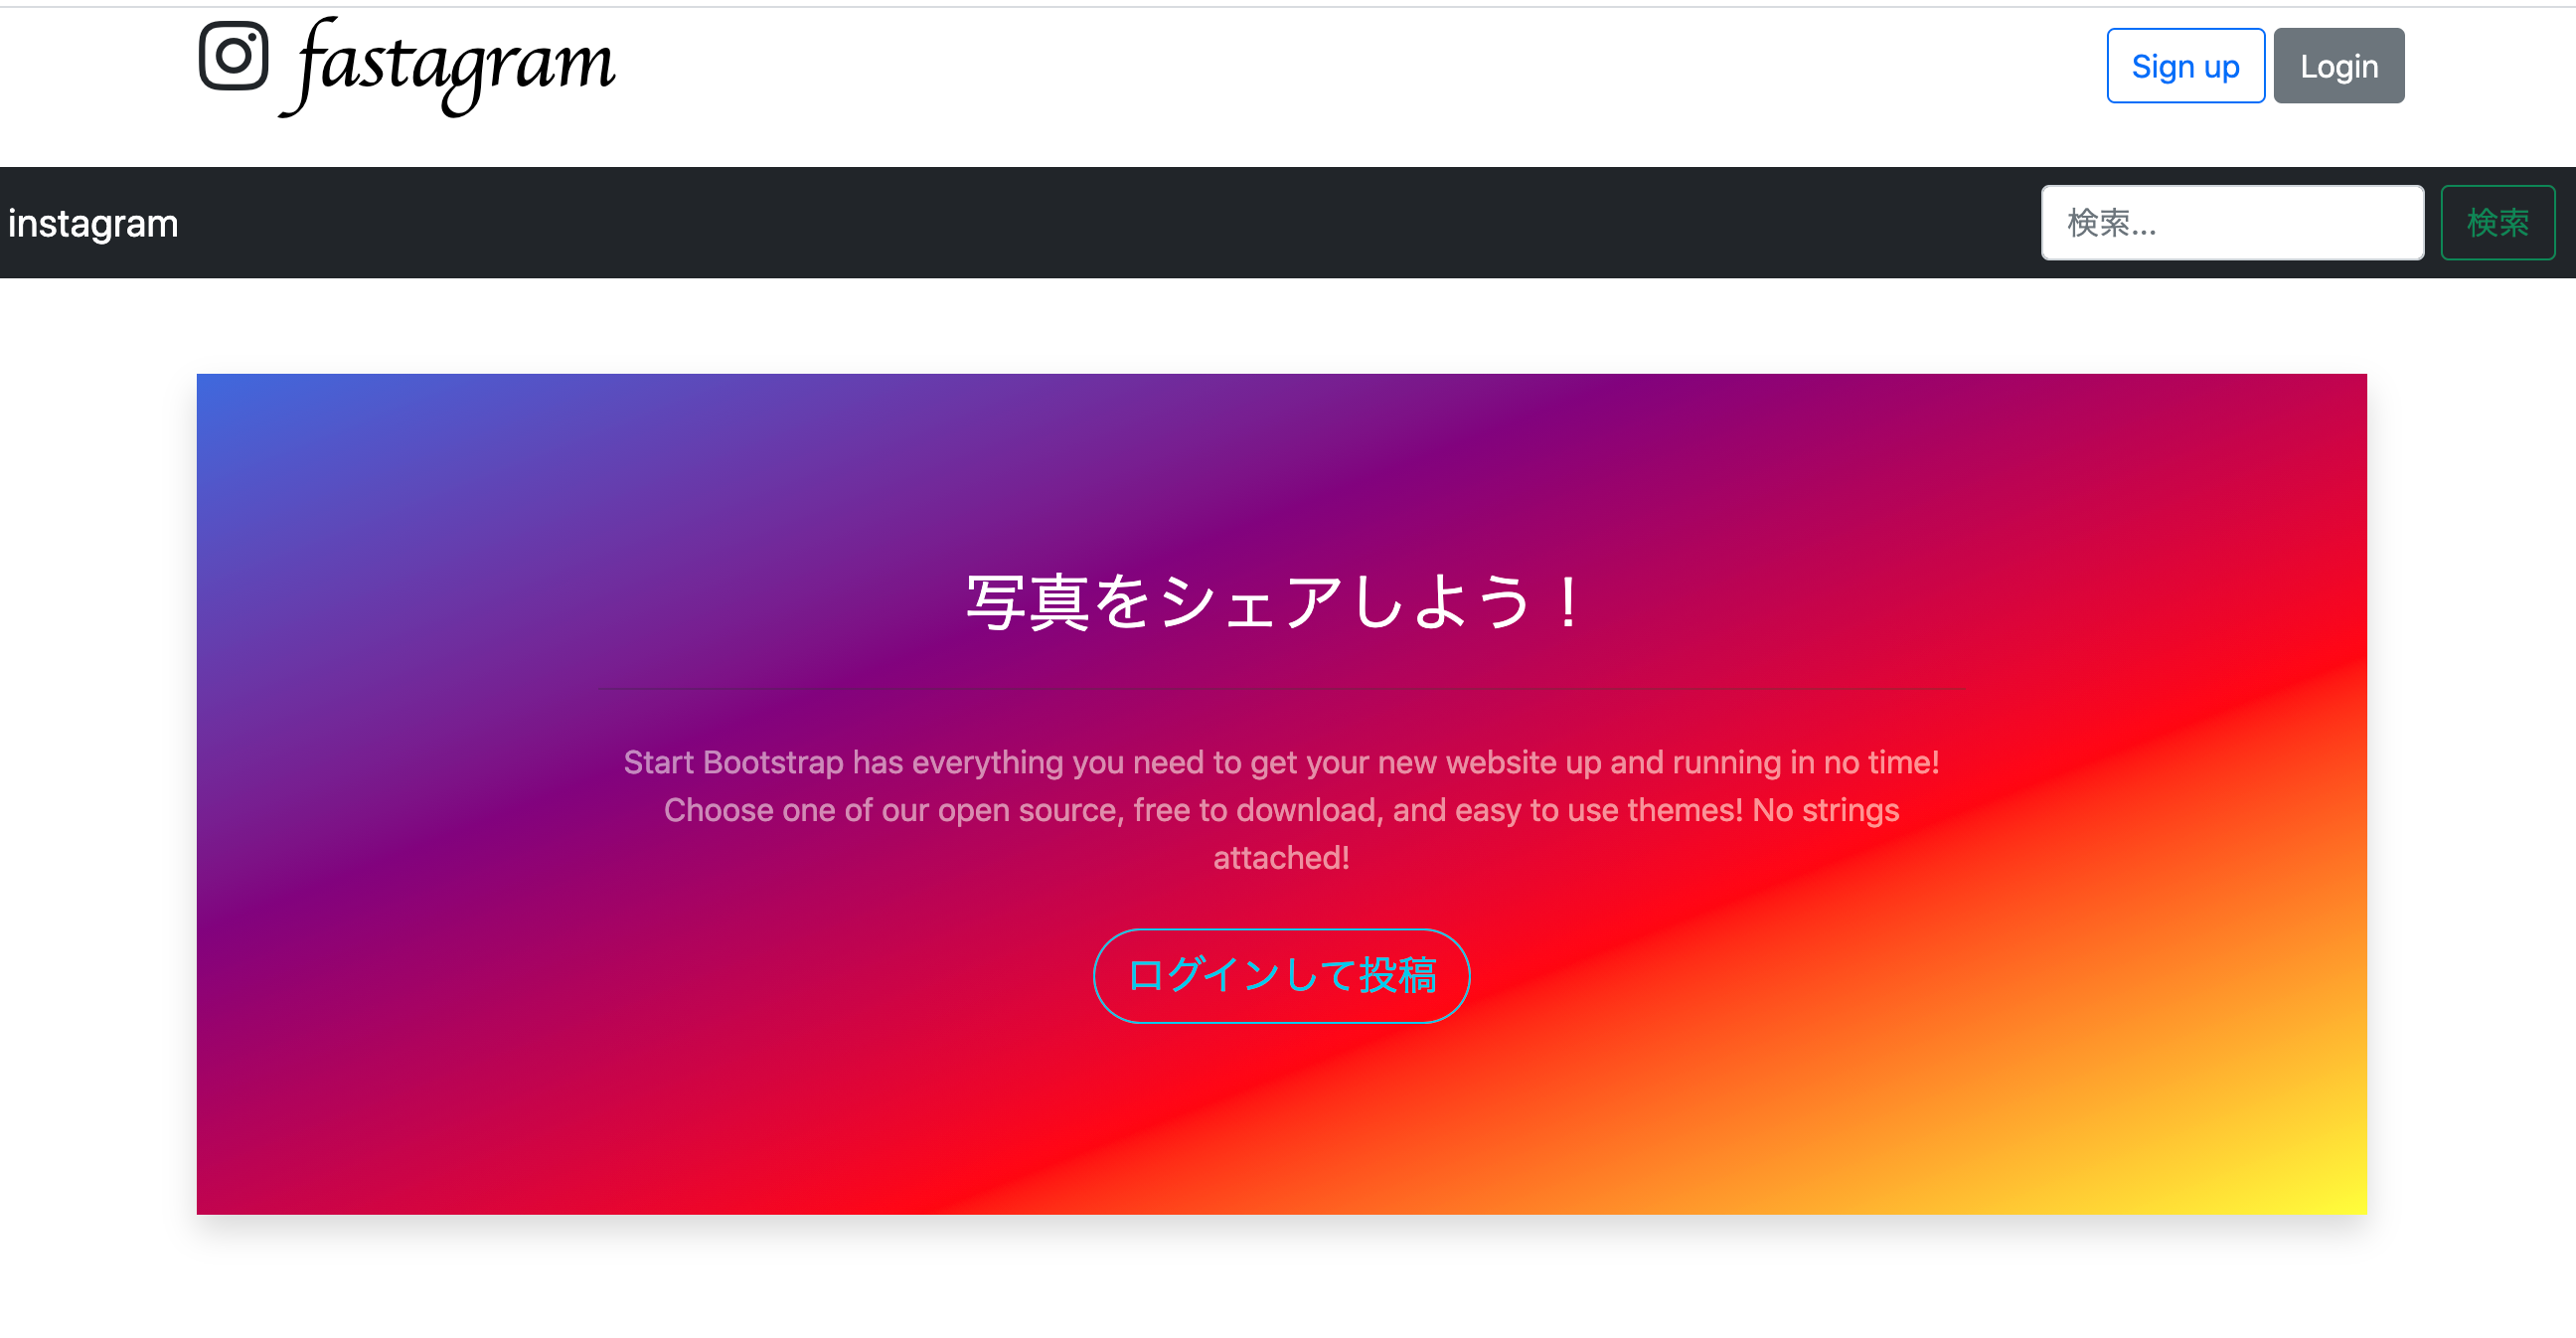 fastagram
Sign up
Login
instagram
検索...
検索
写真をシェアしよう！
Start Bootstrap has everything you need to get your new website up and running in no time!
Choose one of our open source, free to download, and easy to use themes! No strings
attached!
ログインして投稿